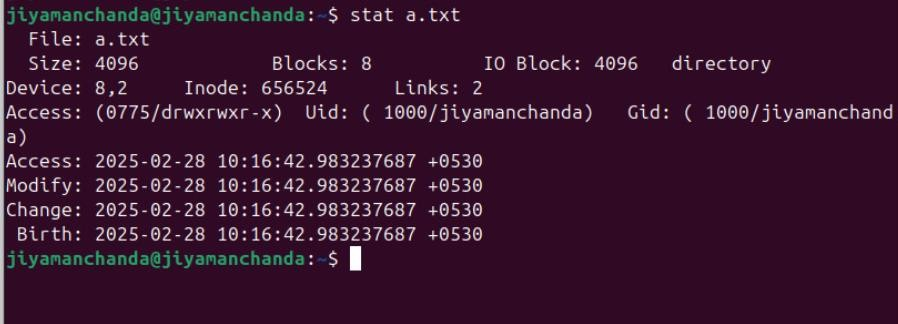 jiyamanchanda@jiyamanchanda:~$ stat a.txt
  File: a.txt
  Size: 4096            Blocks: 8          IO Block: 4096   directory
Device: 8,2     Inode: 656524      Links: 2
Access: (0775/drwxrwxr-x)  Uid: ( 1000/jiyamanchanda)   Gid: ( 1000/jiyamanchand
a)
Access: 2025-02-28 10:16:42.983237687 +0530
Modify: 2025-02-28 10:16:42.983237687 +0530
Change: 2025-02-28 10:16:42.983237687 +0530
 Birth: 2025-02-28 10:16:42.983237687 +0530
jiyamanchanda@jiyamanchanda:~$